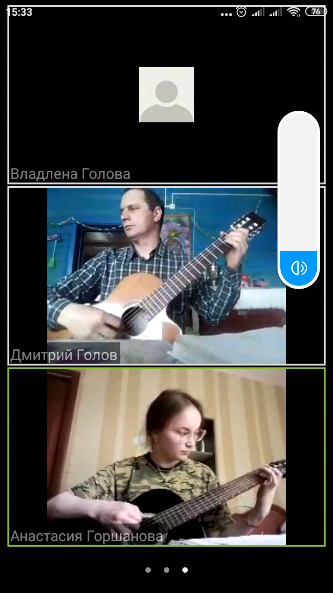 15:33
76
Владлена Голова
Дмитрий Голов
Анастасия Горшанова